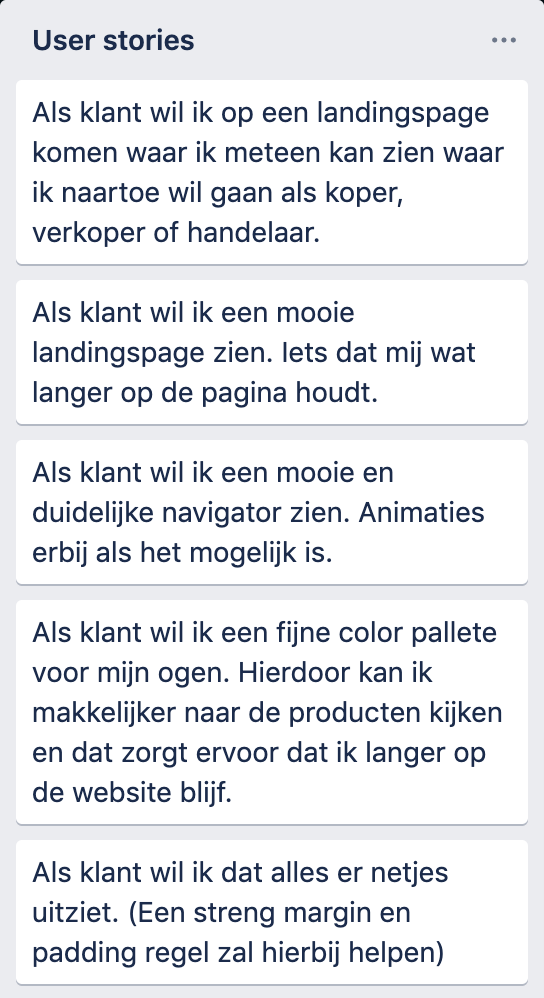 User stories
Als klant wil ik op een landingspage
komen waar ik meteen kan zien waar
ik naartoe wil gaan als koper,
verkoper of handelaar.
Als klant wil ik een mooie
landingspage zien. Iets dat mij wat
langer op de pagina houdt.
Als klant wil ik een mooie en
duidelijke navigator zien. Animaties
erbij als het mogelijk is.
Als klant wil ik een fijne color pallete
voor mijn ogen. Hierdoor kan ik
makkelijker naar de producten kijken
en dat zorgt ervoor dat ik langer op
de website blijf.
Als klant wil ik dat alles er netjes
uitziet. (Een streng margin en
padding regel zal hierbij helpen)